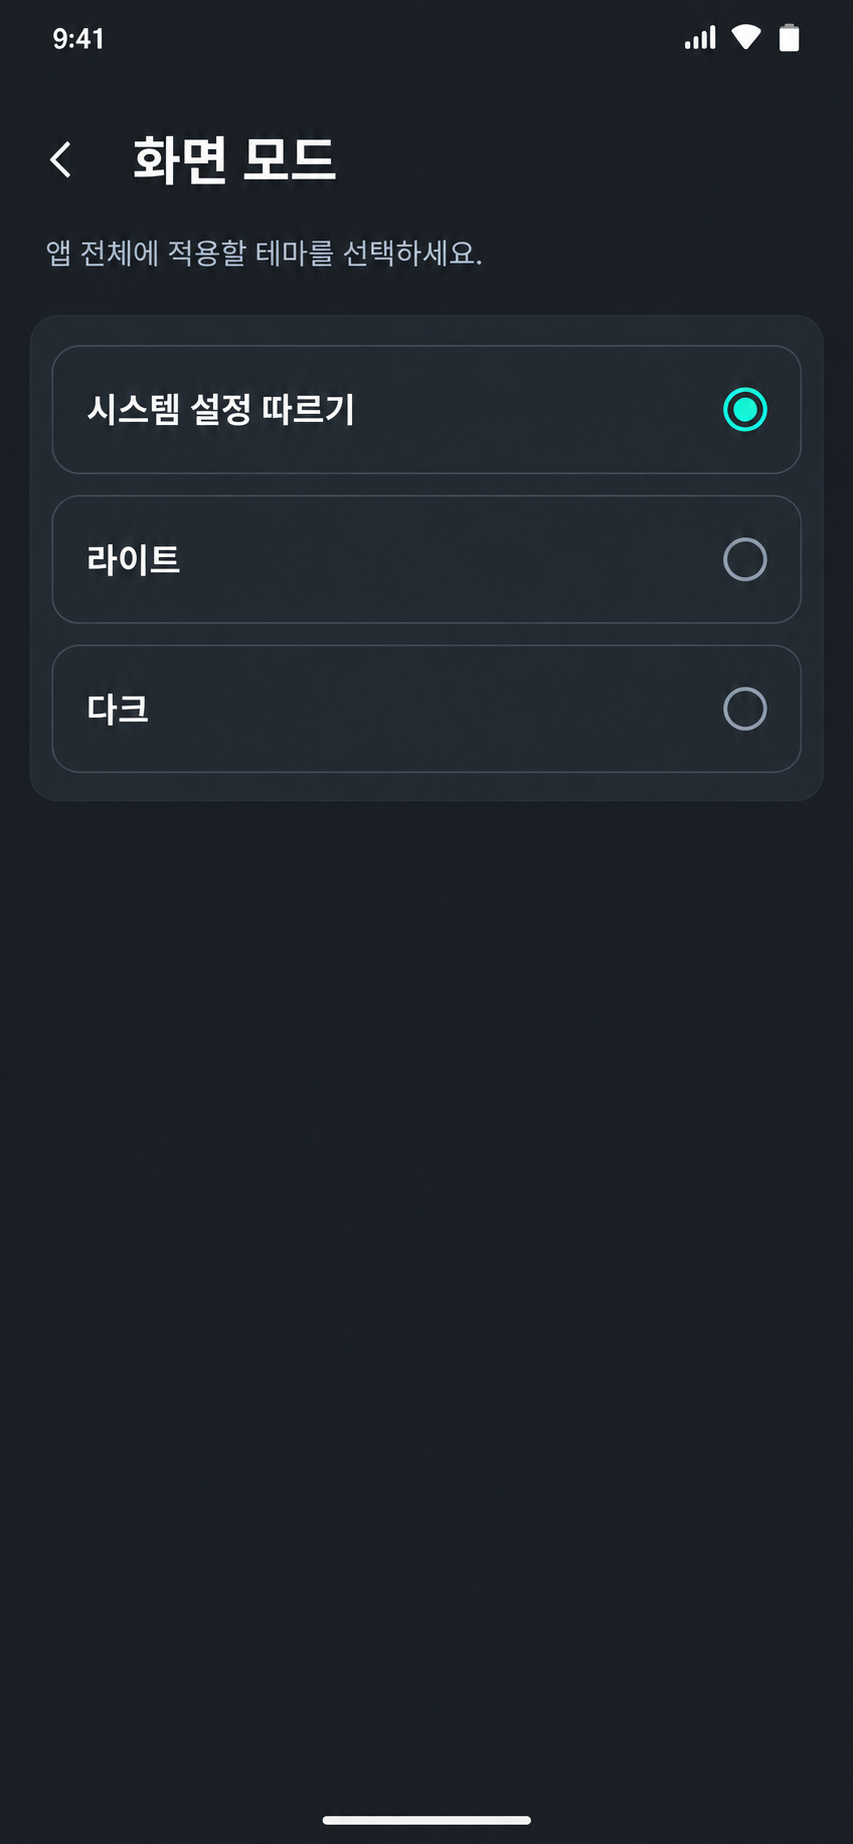 9:41
화면 모드
앱 전체에 적용할 테마를 선택하세요.
시스템 설정 따르기
라이트
다크